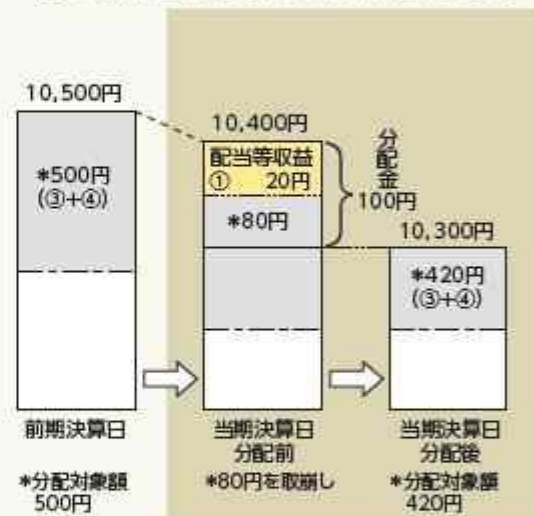 10,500円
*500円
(③+④)
10,400円
配当等収益
① 20円
*80円
分配金
100円
10,300円
*420円
(③+④)
前期決算日
当期決算日
分配前
当期決算日
分配後
*分配対象額
500円
*80円を取崩し
*分配対象額
420円